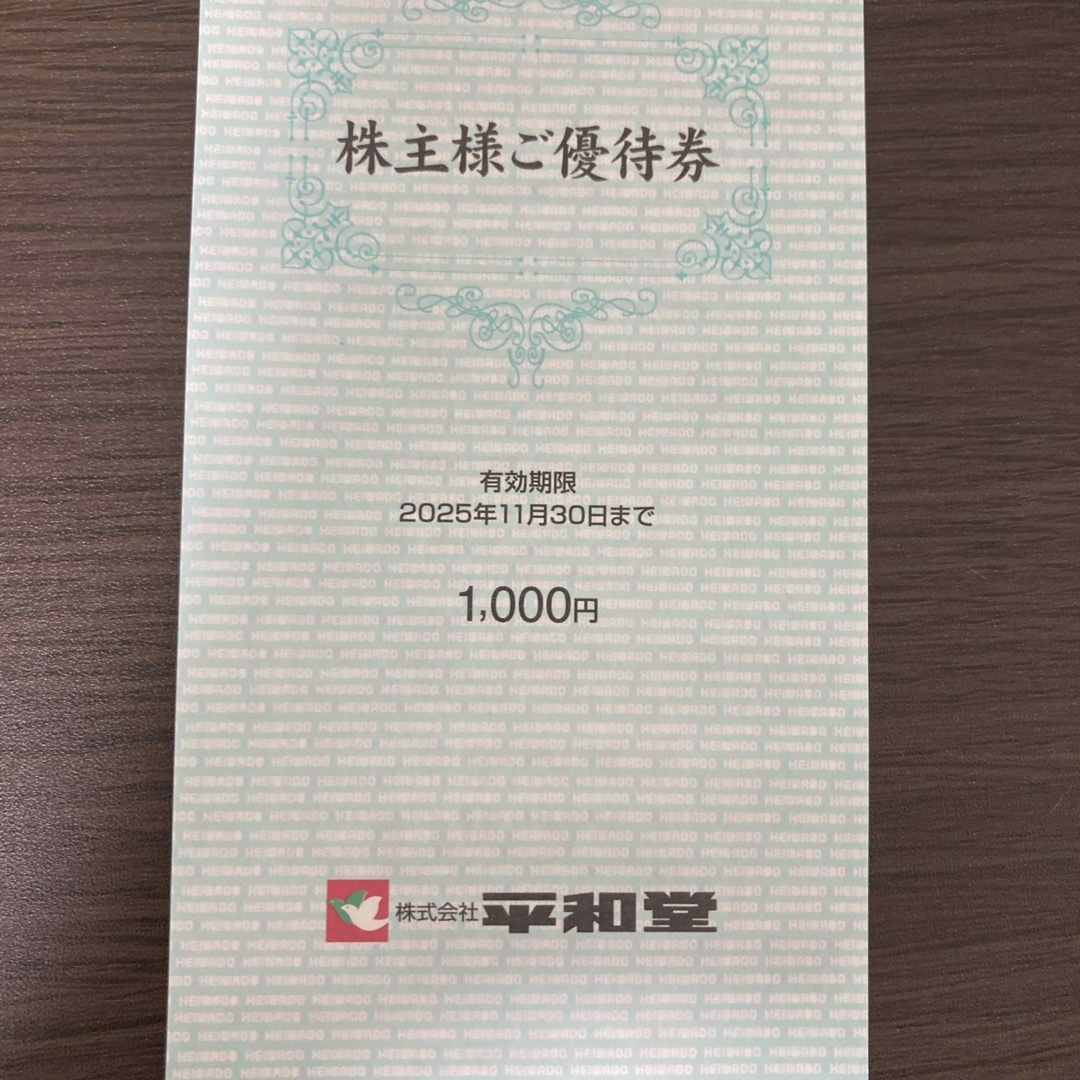 株主様ご優待券
有効期限
2025年11月30日まで
1,000円
株式会社 平和堂